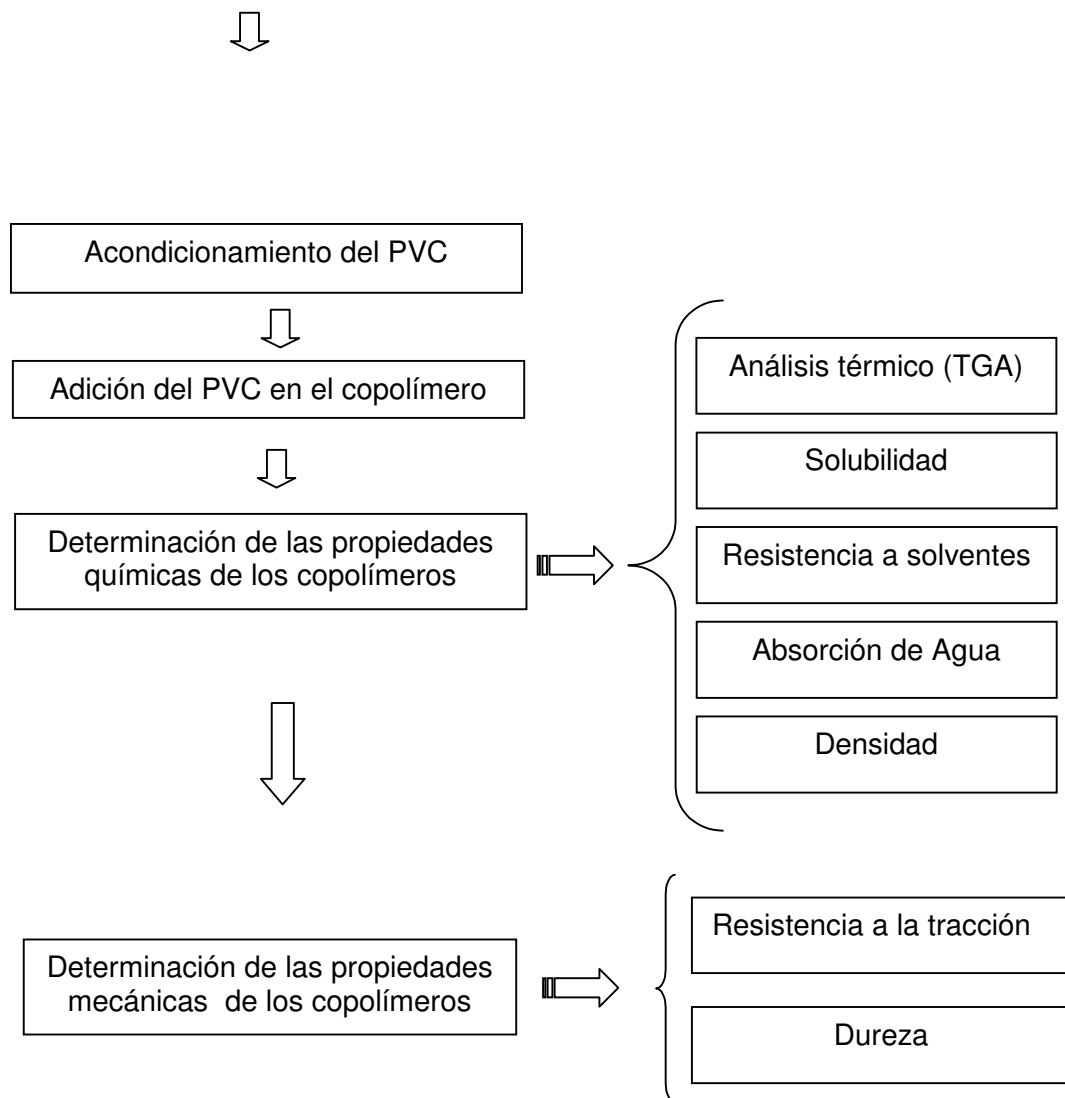 Acondicionamiento del PVC
Adición del PVC en el copolímero
Determinación de las propiedades
químicas de los copolímeros
Análisis térmico (TGA)
Solubilidad
Resistencia a solventes
Absorción de Agua
Densidad
Determinación de las propiedades
mecánicas de los copolímeros
Resistencia a la tracción
Dureza